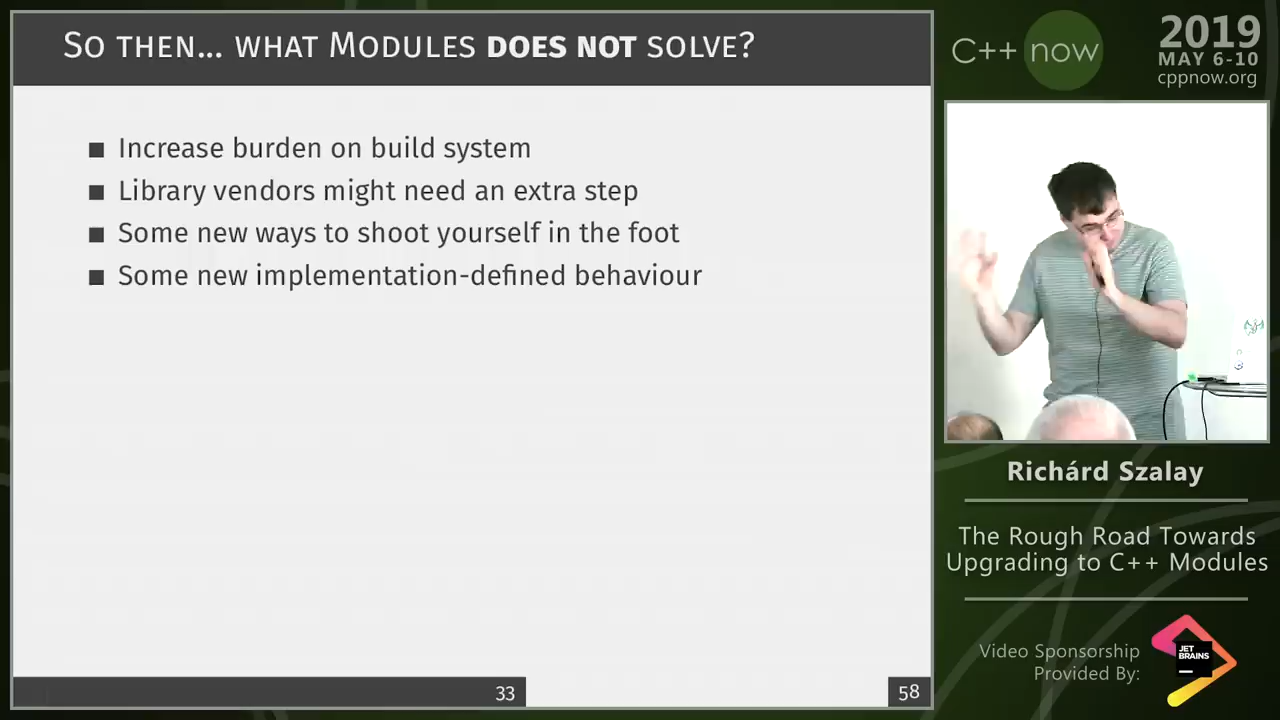 So then... what Modules does not solve?
■ Increase burden on build system
■ Library vendors might need an extra step
■ Some new ways to shoot yourself in the foot
■ Some new implementation-defined behaviour
33
58
C++ now
2019
MAY 6-10
cppnow.org
Richárd Szalay
The Rough Road Towards
Upgrading to C++ Modules
Video Sponsorship
Provided By:
JET
BRAINS